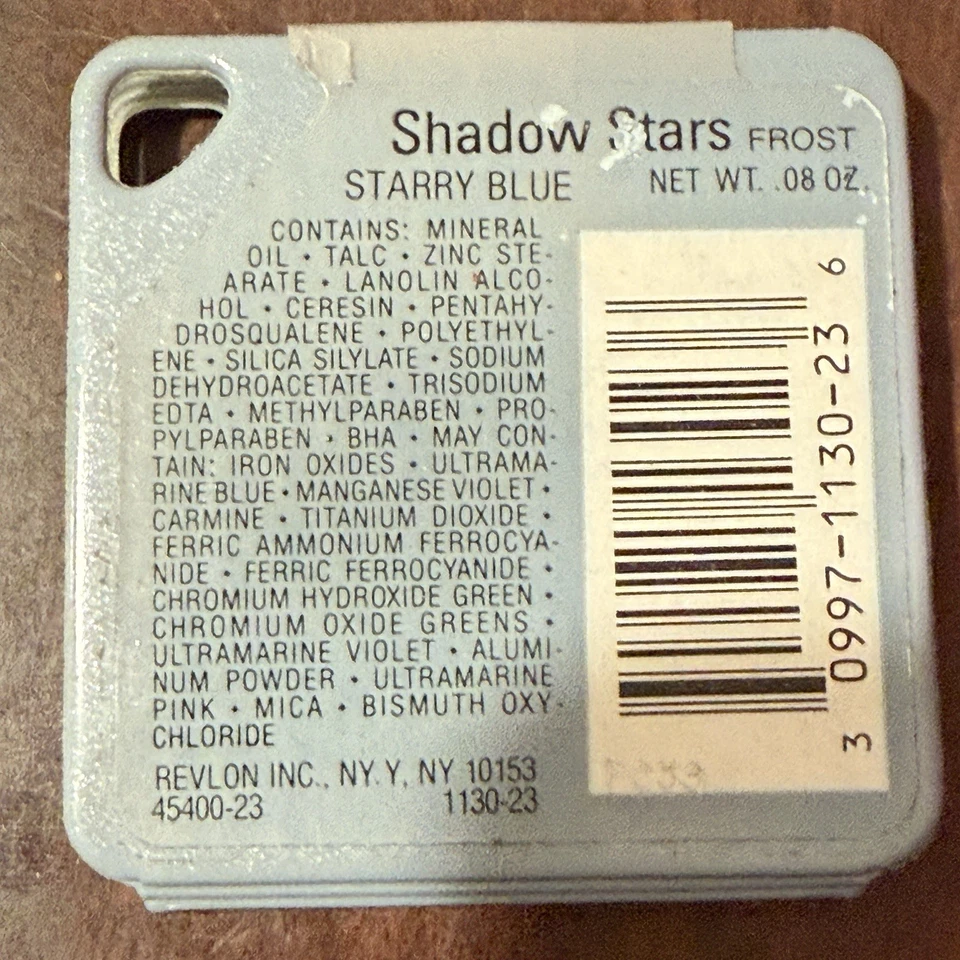 Shadow Stars FROST
STARRY BLUE NET WT. .08 OZ.
CONTAINS: MINERAL
OIL • TALC • ZINC STE-
ARATE • LANOLIN ALCO-
HOL • CERESIN • PENTAHY-
DROSQUALENE • POLYETHYL-
ENE • SILICA SILYLATE • SODIUM
DEHYDROACETATE • TRISODIUM
EDTA • METHYLPARABEN • PRO-
PYLPARABEN • BHA • MAY CON-
TAIN: IRON OXIDES • ULTRAMA-
RINE BLUE • MANGANESE VIOLET •
CARMINE • TITANIUM DIOXIDE •
FERRIC AMMONIUM FERROCYA-
NIDE • FERRIC FERROCYANIDE •
CHROMIUM HYDROXIDE GREEN •
CHROMIUM OXIDE GREENS •
ULTRAMARINE VIOLET • ALUMI-
NUM POWDER • ULTRAMARINE
PINK • MICA • BISMUTH OXY-
CHLORIDE
REVLON INC., NY.Y, NY 10153
45400-23 1130-23
3 0997-1130-23 6